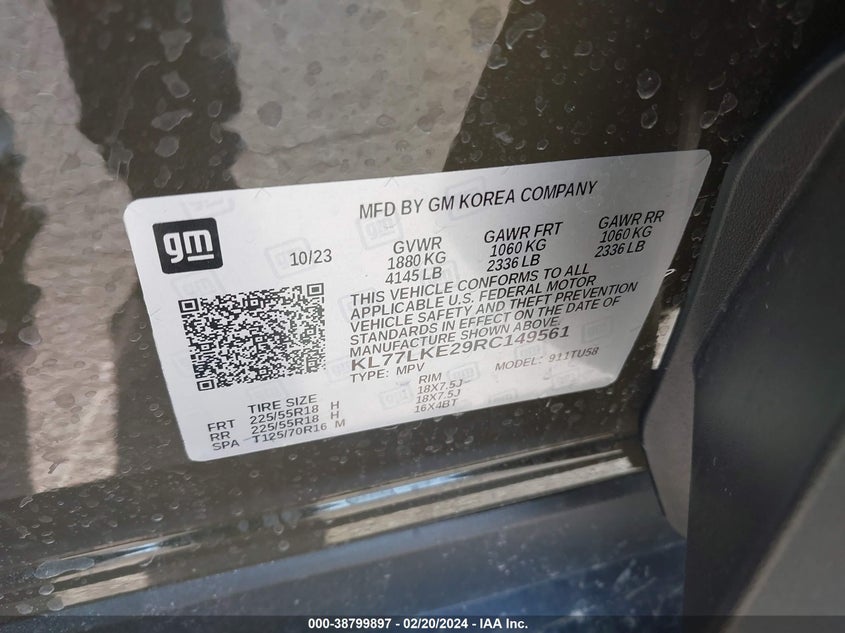 MFD BY GM KOREA COMPANY
gm
10/23
GVWR GAWR FRT GAWR RR
1880 KG 1060 KG 1060 KG
4145 LB 2336 LB 2336 LB
THIS VEHICLE CONFORMS TO ALL
APPLICABLE U.S. FEDERAL MOTOR
VEHICLE SAFETY AND THEFT PREVENTION
STANDARDS IN EFFECT ON THE DATE OF
MANUFACTURE SHOWN ABOVE.
KL77LKE29RC149561
TYPE: MPV MODEL: 911TU58
TIRE SIZE RIM
FRT 225/55R18 H 18X7.5J
RR 225/55R18 H 18X7.5J
SPA T125/70R16 M 16X4BT
000-38799897 - 02/20/2024 - IAA Inc.